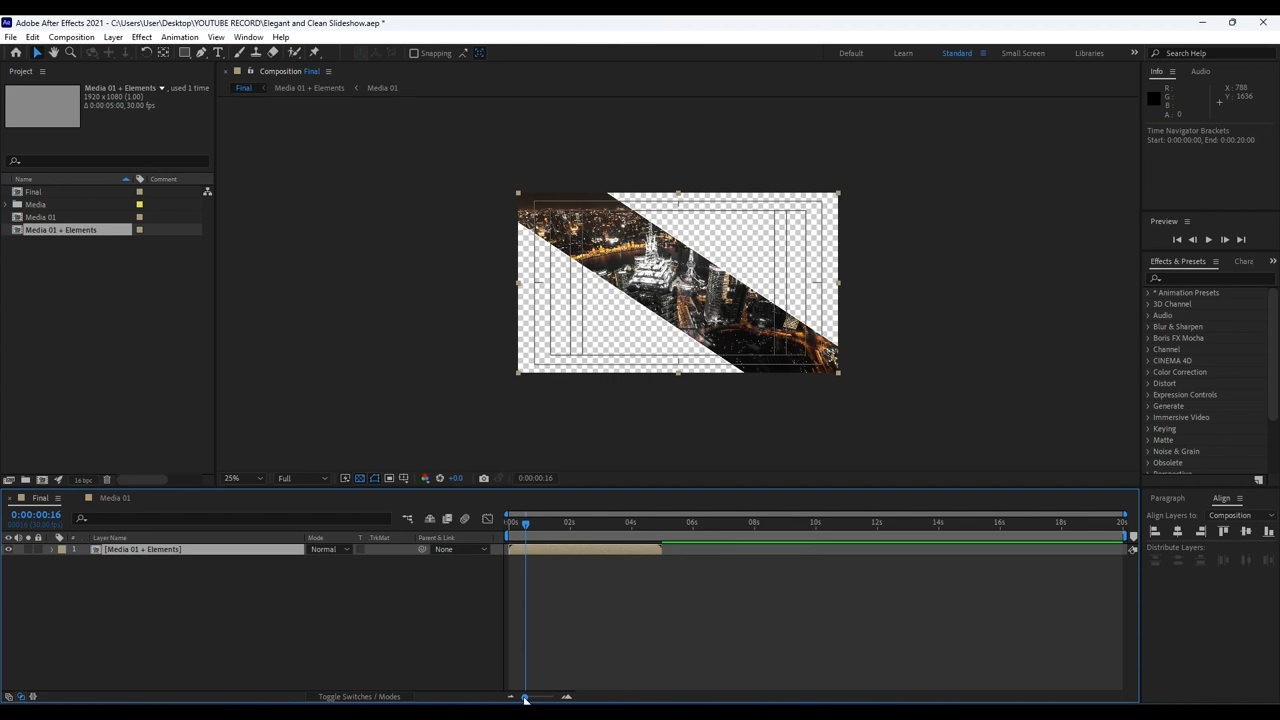 Adobe After Effects 2021 - C:\Users\User\Desktop\YOUTUBE RECORD\Elegant and Clean Slideshow.aep *
File Edit Composition Layer Effect Animation View Window Help
Snapping
Default Learn Standard Small Screen Libraries Search Help
Project
Composition Final
Info Audio
Final Media 01 + Elements Media 01
Media 01 + Elements, used 1 time
1920 x 1080 (1.00)
Δ 0:00:05:00, 30.00 fps
R :
G :
B :
A : 0
X : 788
Y : 1636
Time Navigator Brackets
Start: 0:00:00:00, End: 0:00:20:00
Name Comment
Final
Media
Media 01
Media 01 + Elements
Preview
Effects & Presets Chara
* Animation Presets
3D Channel
Audio
Blur & Sharpen
Boris FX Mocha
Channel
CINEMA 4D
Color Correction
Distort
Expression Controls
Generate
Immersive Video
Keying
Matte
Noise & Grain
Obsolete
Perspective
16 bpc
25% Full +0.0 0:00:00:16
Final Media 01
Paragraph Align
0:00:00:16
00016 (30.00 fps)
Align Layers to: Composition
:00s 02s 04s 06s 08s 10s 12s 14s 16s 18s 20s
# Layer Name Mode T .TrkMat Parent & Link
1 [Media 01 + Elements] Normal None
Distribute Layers:
Toggle Switches / Modes